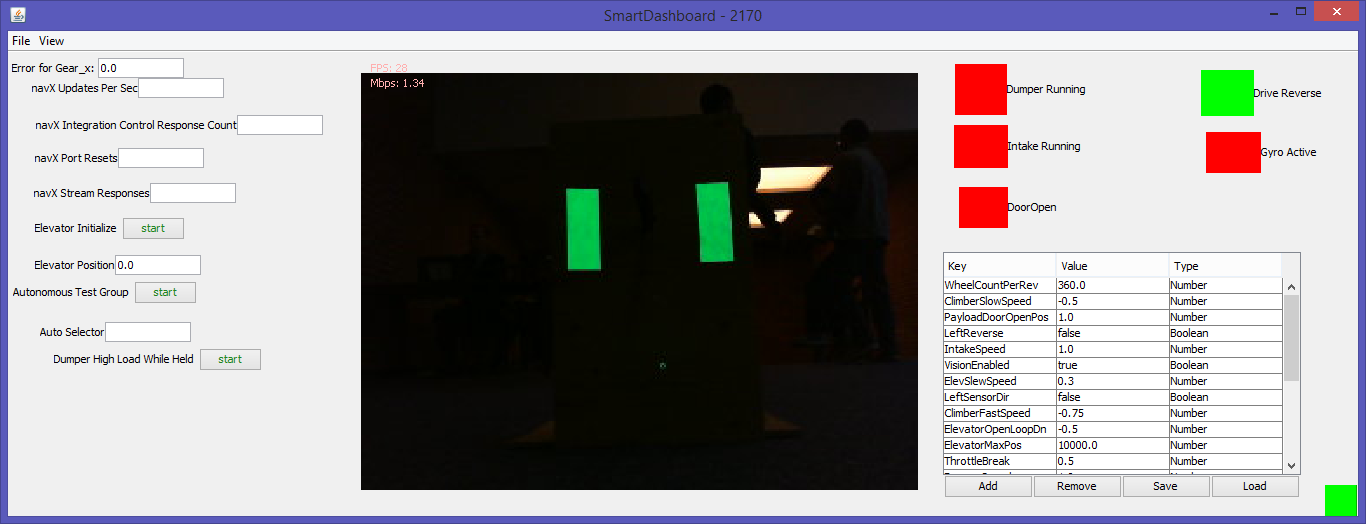 SmartDashboard - 2170
File View
Error for Gear_x: 0.0
navX Updates Per Sec
navX Integration Control Response Count
navX Port Resets
navX Stream Responses
Elevator Initialize start
Elevator Position 0.0
Autonomous Test Group start
Auto Selector
Dumper High Load While Held start
FPS: 28
Mbps: 1.34
Dumper Running
Drive Reverse
Intake Running
Gyro Active
DoorOpen
Key Value Type
WheelCountPerRev 360.0 Number
ClimberSlowSpeed -0.5 Number
PayloadDoorOpenPos 1.0 Number
LeftReverse false Boolean
IntakeSpeed 1.0 Number
VisionEnabled true Boolean
ElevSlewSpeed 0.3 Number
LeftSensorDir false Boolean
ClimberFastSpeed -0.75 Number
ElevatorOpenLoopDn -0.5 Number
ElevatorMaxPos 10000.0 Number
ThrottleBreak 0.5 Number
Add Remove Save Load